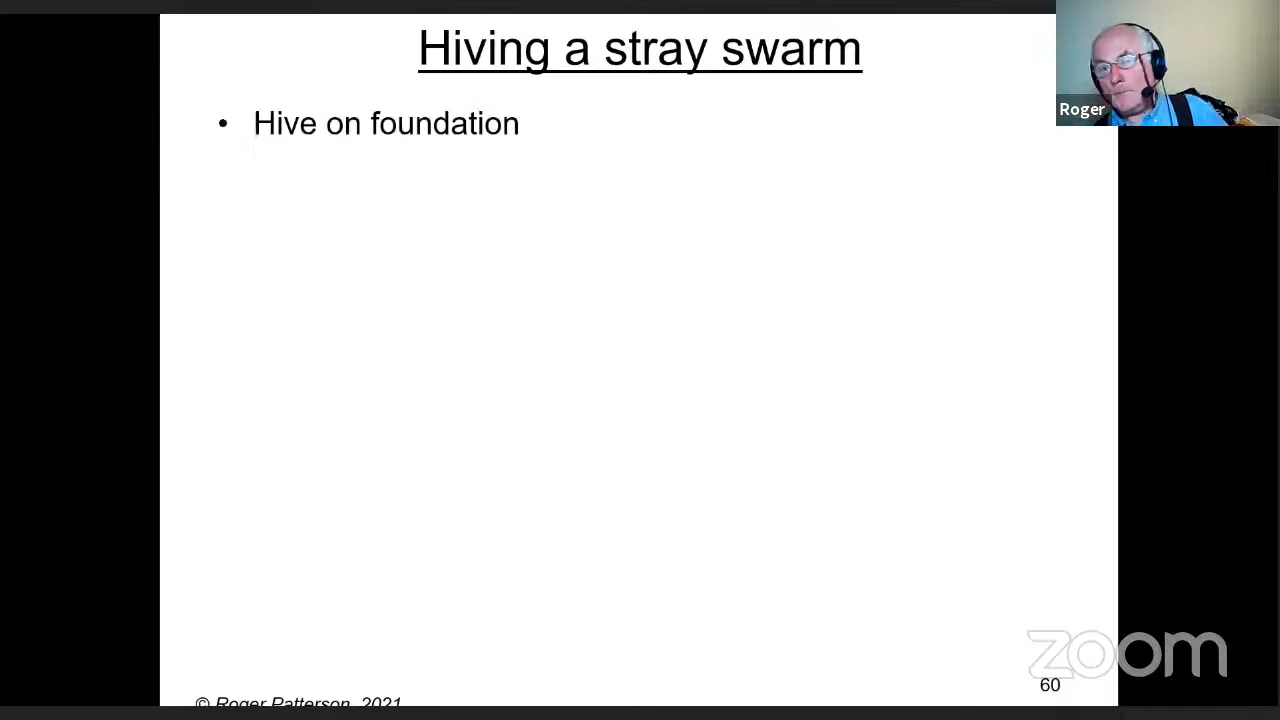 Hiving a stray swarm
Roger
• Hive on foundation
zoom
60
© Roger Patterson, 2021